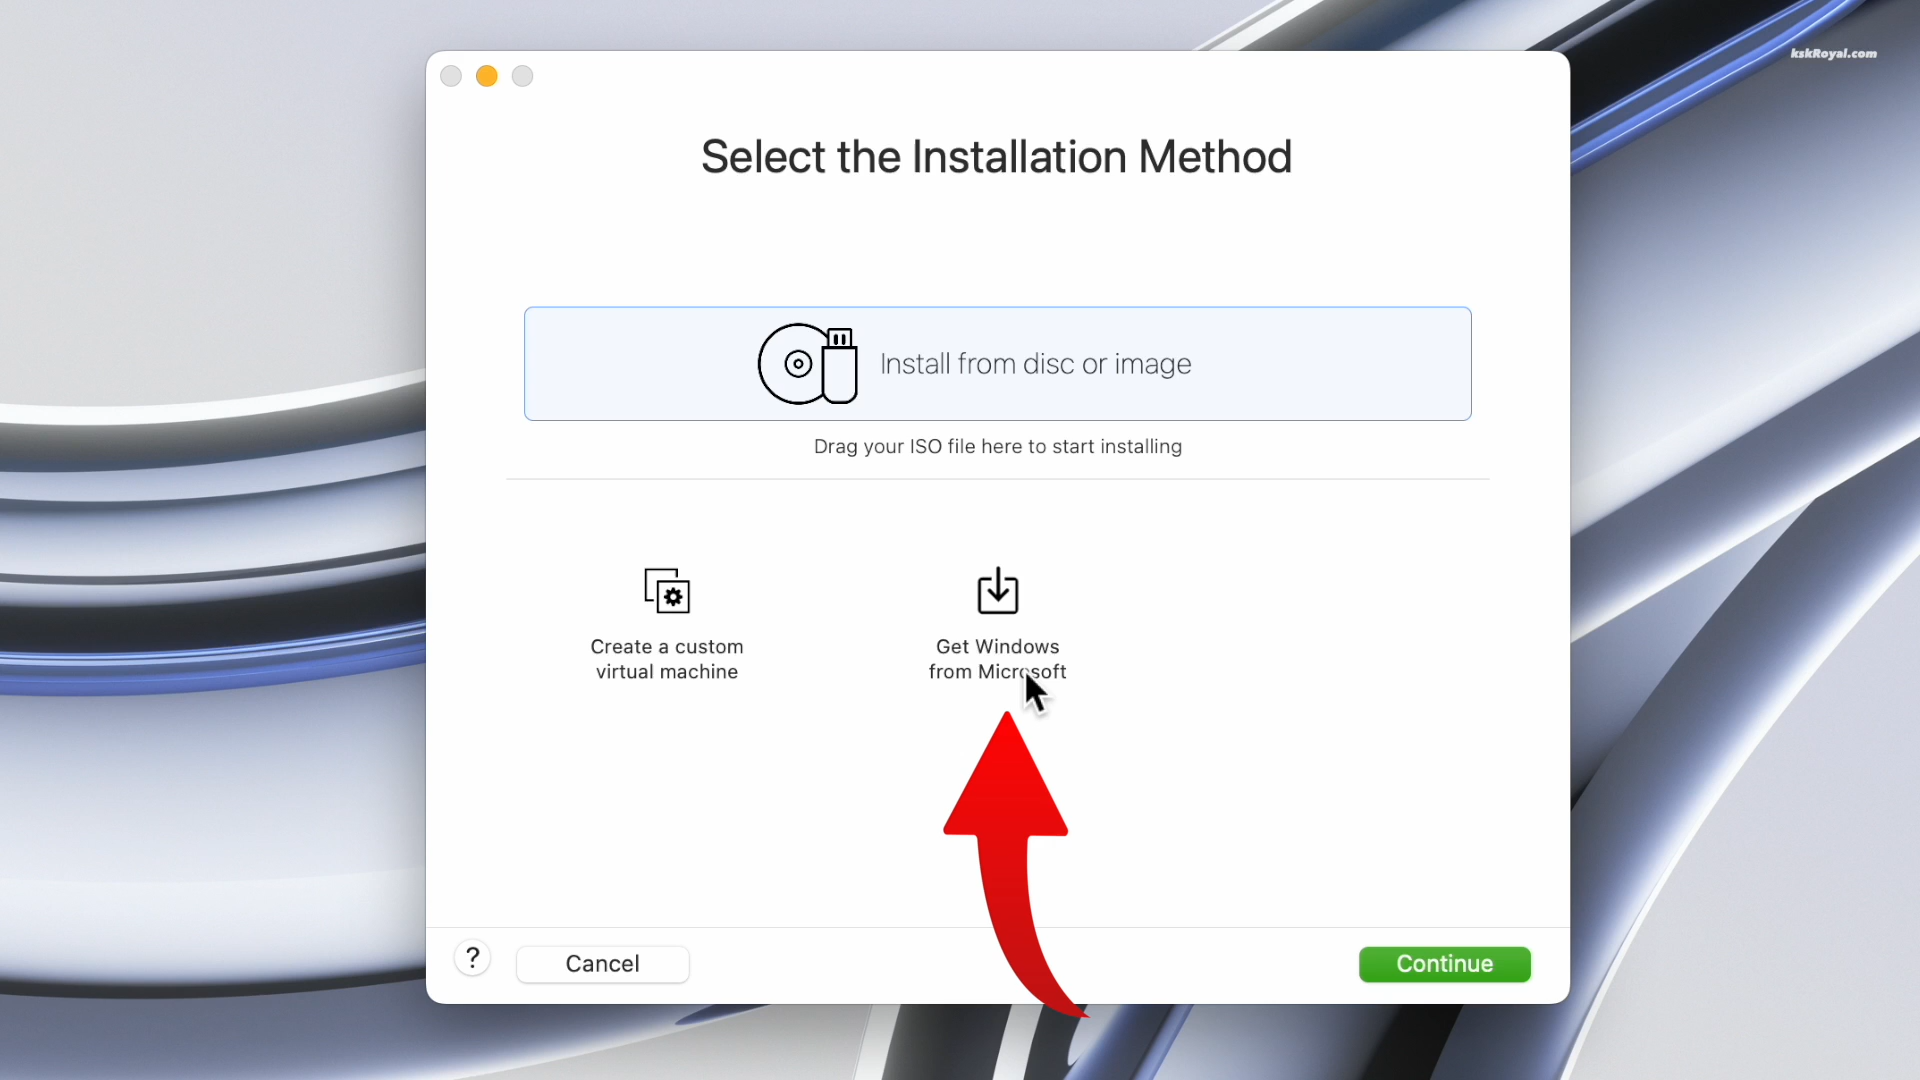 kskRoyal.com
Select the Installation Method
Install from disc or image
Drag your ISO file here to start installing
Create a custom
virtual machine
Get Windows
from Microsoft
?
Cancel
Continue